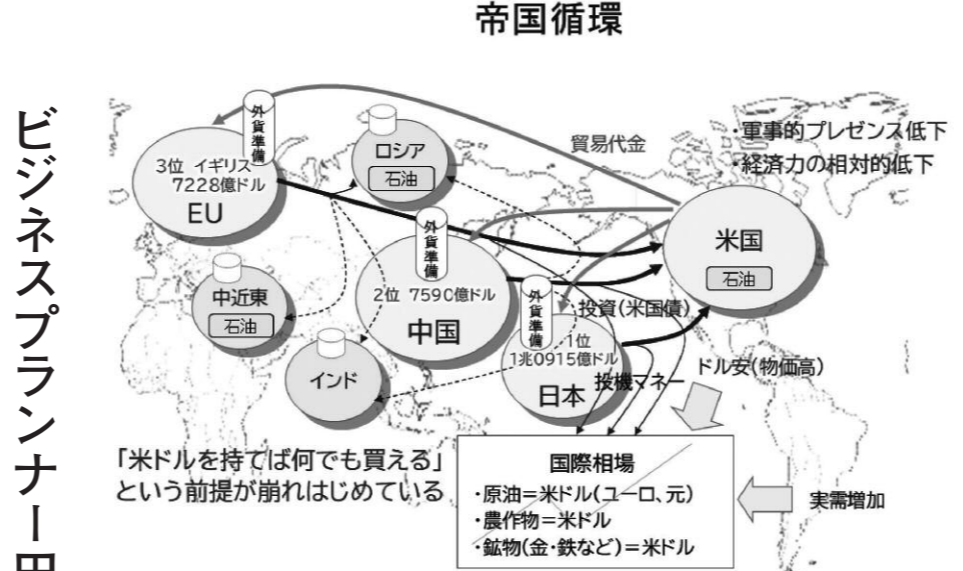 帝国循環
ビジネスプランナー
外貨準備
3位 イギリス
7228億ドル
EU
ロシア
石油
貿易代金
・軍事的プレゼンス低下
・経済力の相対的低下
米国
石油
外貨準備
2位 7590億ドル
中国
中近東
石油
インド
外貨準備
1位
1兆0915億ドル
日本
投資(米国債)
投機マネー
ドル安(物価高)
「米ドルを持てば何でも買える」
という前提が崩れはじめている
国際相場
・原油=米ドル(ユーロ、元)
・農作物=米ドル
・鉱物(金・鉄など)=米ドル
実需増加